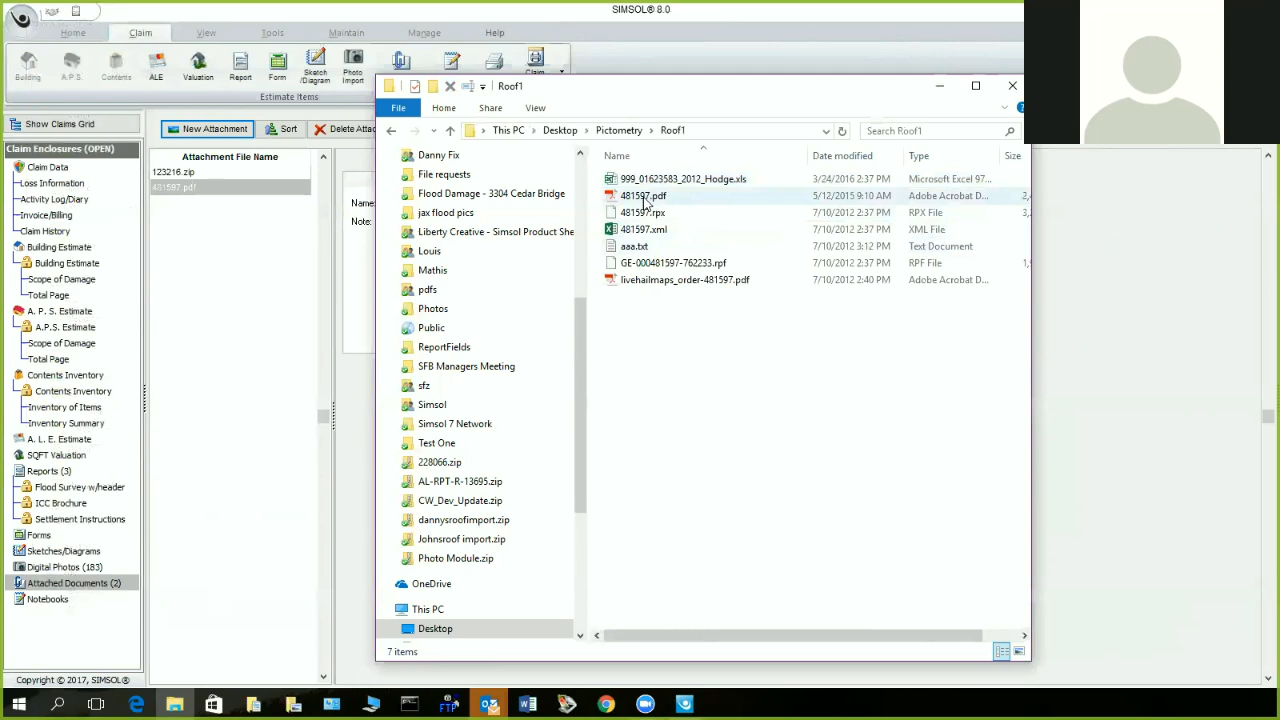 SIMSOL® 8.0
Home Claim View Tools Maintain Manage Help
Building A.P.S. Contents ALE Valuation Report Form Sketch /Diagram Photo Import Claim
Estimate Items
Show Claims Grid
New Attachment Sort Delete Attac
Claim Enclosures (OPEN)
Claim Data
Loss Information
Activity Log/Diary
Invoice/Billing
Claim History
Building Estimate
Building Estimate
Scope of Damage
Total Page
A. P. S. Estimate
A.P.S. Estimate
Scope of Damage
Total Page
Contents Inventory
Contents Inventory
Inventory of Items
Inventory Summary
A. L. E. Estimate
SQFT Valuation
Reports (3)
Flood Survey w/header
ICC Brochure
Settlement Instructions
Forms
Sketches/Diagrams
Digital Photos (183)
Attached Documents (2)
Notebooks
Copyright © 2017, SIMSOL®
Attachment File Name
123216.zip
481597.pdf
Name:
Note:
Roof1
File Home Share View
This PC Desktop Pictometry Roof1
Search Roof1
Danny Fix
File requests
Flood Damage - 3304 Cedar Bridge
jax flood pics
Liberty Creative - Simsol Product She
Louis
Mathis
pdfs
Photos
Public
ReportFields
SFB Managers Meeting
sfz
Simsol
Simsol 7 Network
Test One
228066.zip
AL-RPT-R-13695.zip
CW_Dev_Update.zip
dannysroofimport.zip
Johnsroof import.zip
Photo Module.zip
OneDrive
This PC
Desktop
Name Date modified Type Size
999_01623583_2012_Hodge.xls 3/24/2016 2:37 PM Microsoft Excel 97...
481597.pdf 5/12/2015 9:10 AM Adobe Acrobat D... 2,
481597.rpx 7/10/2012 2:37 PM RPX File 3,
481597.xml 7/10/2012 2:37 PM XML File
aaa.txt 7/10/2012 3:12 PM Text Document
GE-000481597-762233.rpf 7/10/2012 2:37 PM RPF File 1,
livehailmaps_order-481597.pdf 7/10/2012 2:40 PM Adobe Acrobat D...
7 items
FTP